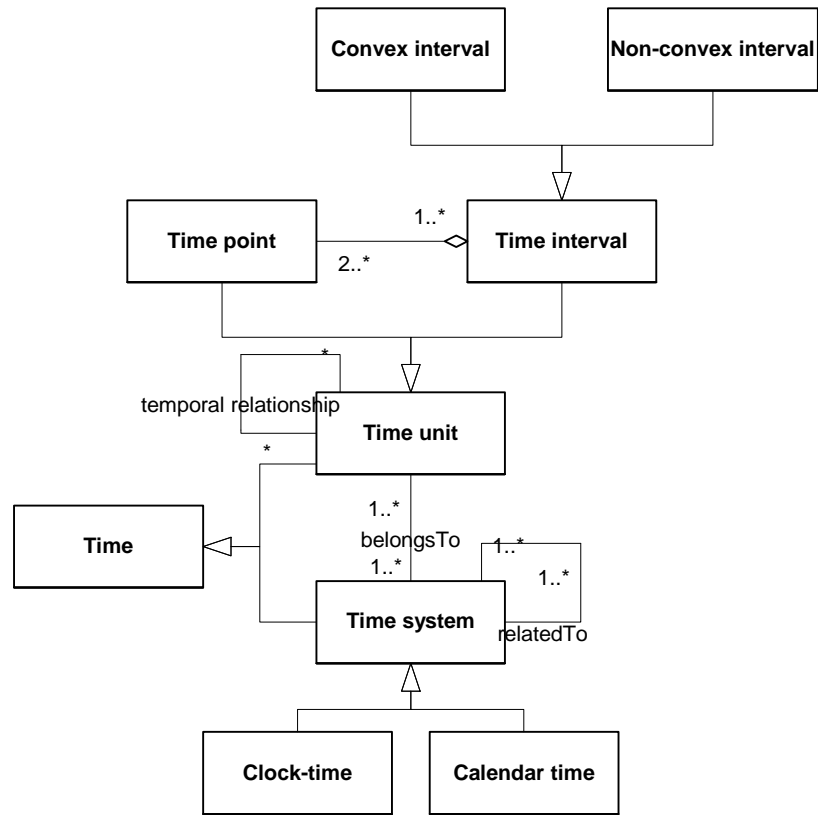 Convex interval
Non-convex interval
1..*
Time point
Time interval
2..*
*
temporal relationship
Time unit
*
1..*
Time
belongsTo
1..*
1..*
1..*
Time system
relatedTo
Clock-time
Calendar time